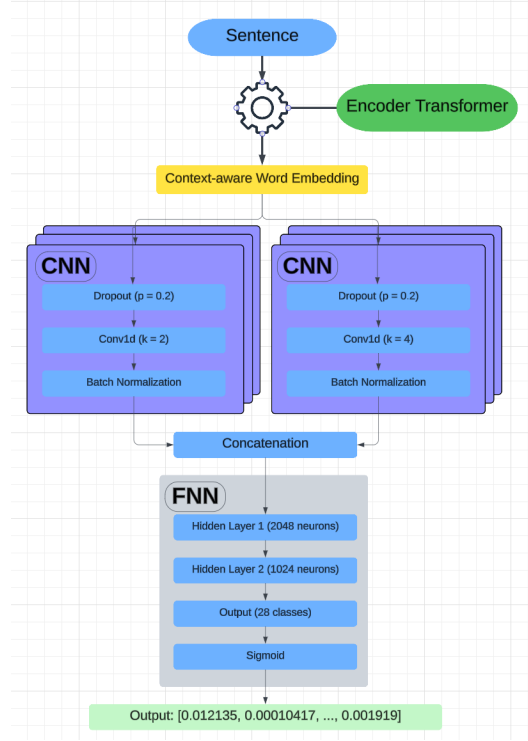 Sentence
Encoder Transformer
Context-aware Word Embedding
CNN
Dropout (p = 0.2)
Conv1d (k = 2)
Batch Normalization
CNN
Dropout (p = 0.2)
Conv1d (k = 4)
Batch Normalization
Concatenation
FNN
Hidden Layer 1 (2048 neurons)
Hidden Layer 2 (1024 neurons)
Output (28 classes)
Sigmoid
Output: [0.012135, 0.00010417, ..., 0.001919]